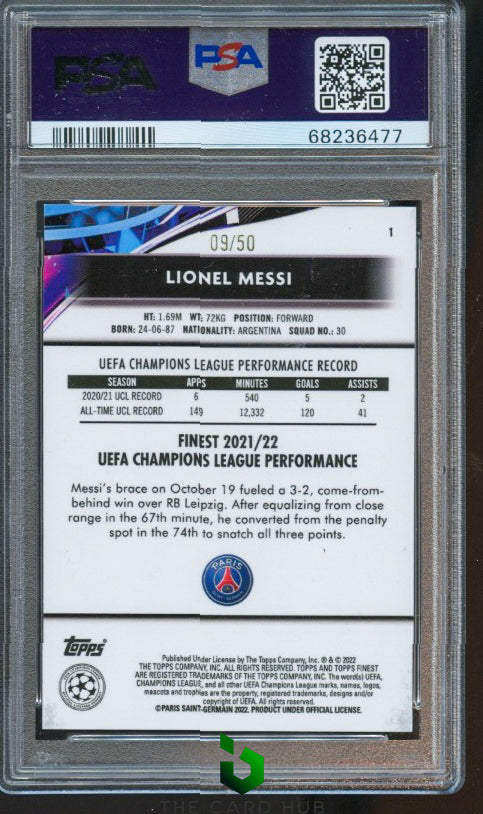 PSA
PSA
68236477
1
09/50
LIONEL MESSI
HT: 1.69M WT: 72KG POSITION: FORWARD
BORN: 24-06-87 NATIONALITY: ARGENTINA SQUAD NO.: 30
UEFA CHAMPIONS LEAGUE PERFORMANCE RECORD
SEASON APPS MINUTES GOALS ASSISTS
2020/21 UCL RECORD 6 540 5 2
ALL-TIME UCL RECORD 149 12,332 120 41
FINEST 2021/22
UEFA CHAMPIONS LEAGUE PERFORMANCE
Messi's brace on October 19 fueled a 3-2, come-from-
behind win over RB Leipzig. After equalizing from close
range in the 67th minute, he converted from the penalty
spot in the 74th to snatch all three points.
PARIS
SAINT-GERMAIN
Topps
Published Under License by The Topps Company, Inc. ® & © 2022
THE TOPPS COMPANY, INC. ALL RIGHTS RESERVED. TOPPS AND TOPPS FINEST
ARE REGISTERED TRADEMARKS OF THE TOPPS COMPANY, INC. The word(s) UEFA,
CHAMPIONS LEAGUE, and all other UEFA Champions League marks, names, logos,
mascota and trophies are the property, registered trademarks, designs and/or
copyright of UEFA. All rights reserved.
©PARIS SAINT-GERMAIN 2022. PRODUCT UNDER OFFICIAL LICENSE.
THE CARD HUB